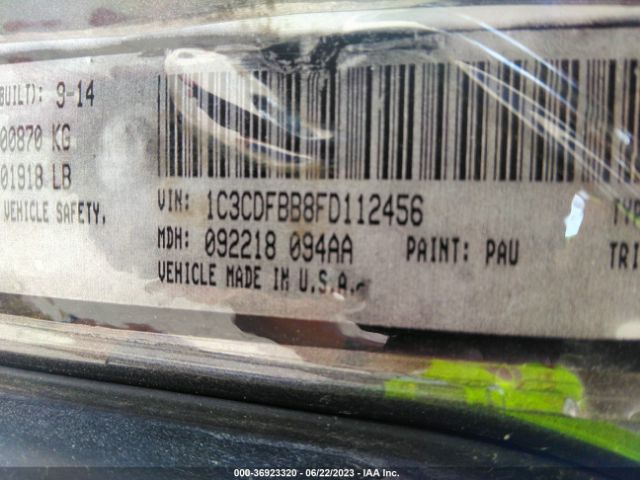 BUILT): 9-14
00870 KG
01918 LB
VEHICLE SAFETY.
VIN: 1C3CDFBB8FD112456
MDH: 092218 094AA PAINT: PAU
VEHICLE MADE IN U.S.A.
000-36923320 - 06/22/2023 - IAA Inc.